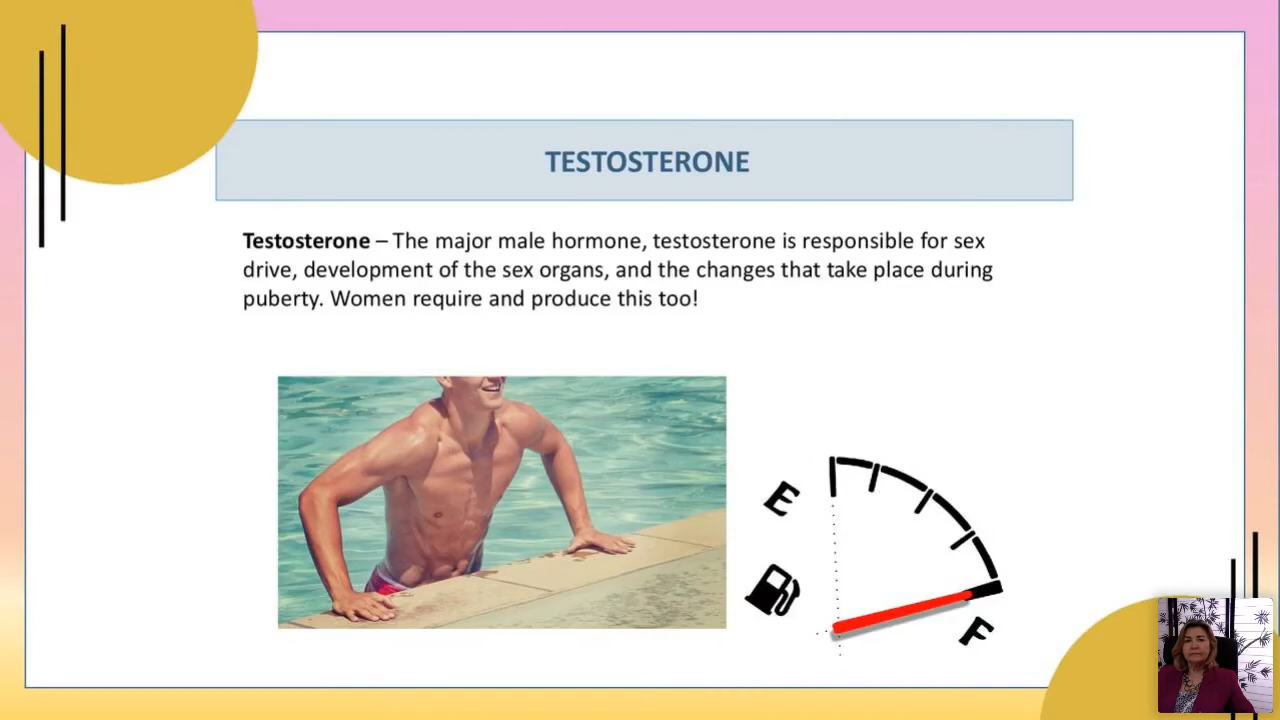 TESTOSTERONE
Testosterone – The major male hormone, testosterone is responsible for sex
drive, development of the sex organs, and the changes that take place during
puberty. Women require and produce this too!
E
F